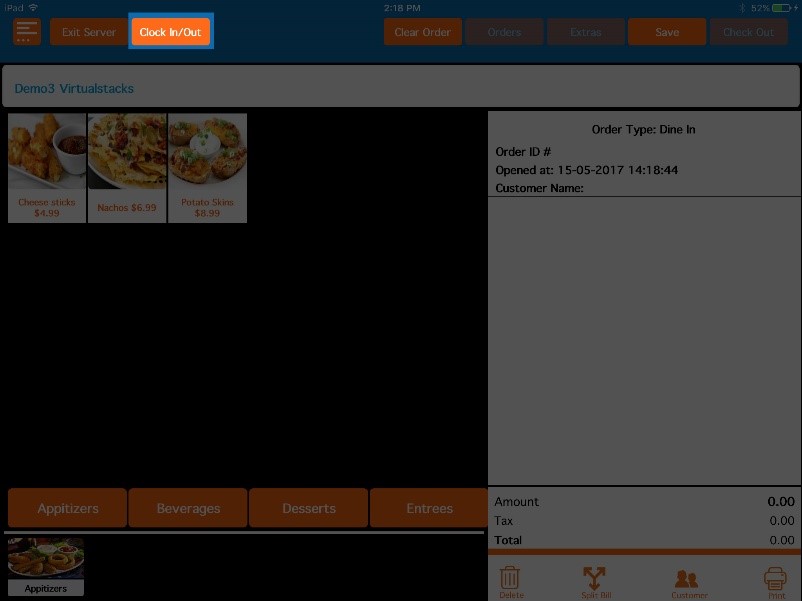 iPad 2:18 PM 52%
Exit Server Clock In/Out Clear Order Orders Extras Save Check Out
Demo3 Virtualstacks
Cheese sticks
$4.99
Nachos $6.99
Potato Skins
$8.99
Order Type: Dine In
Order ID #
Opened at: 15-05-2017 14:18:44
Customer Name:
Appitizers Beverages Desserts Entrees
Amount 0.00
Tax 0.00
Total 0.00
Appitizers
Delete Split Bill Customer Print